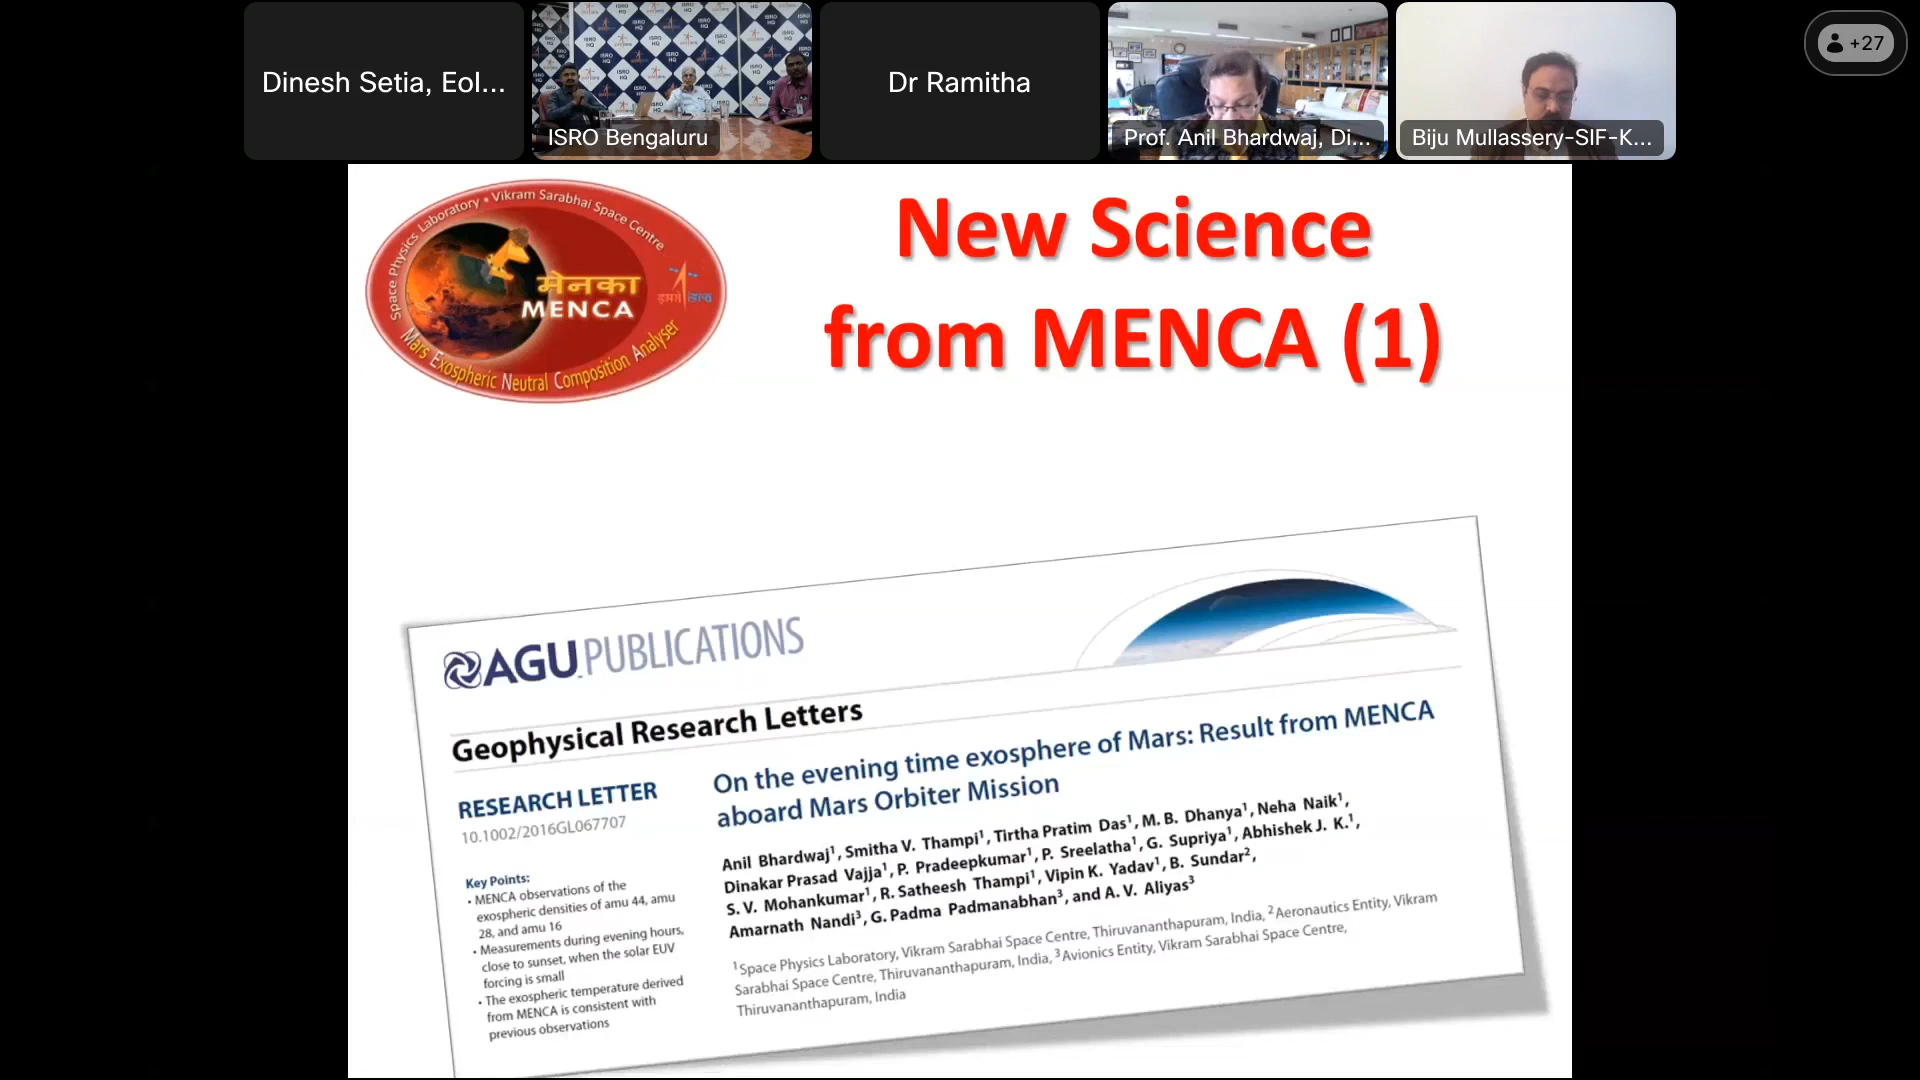 Dinesh Setia, Eol...
ISRO Bengaluru
Dr Ramitha
Prof. Anil Bhardwaj, Di...
Biju Mullassery-SIF-K...
+27
Space Physics Laboratory • Vikram Sarabhai Space Centre
मेनका
MENCA
इसरो isro
Mars Exospheric Neutral Composition Analyser
New Science
from MENCA (1)
AGU PUBLICATIONS
Geophysical Research Letters
RESEARCH LETTER
10.1002/2016GL067707
Key Points:
• MENCA observations of the
exospheric densities of amu 44, amu
28, and amu 16
• Measurements during evening hours,
close to sunset, when the solar EUV
forcing is small
• The exospheric temperature derived
from MENCA is consistent with
previous observations
On the evening time exosphere of Mars: Result from MENCA
aboard Mars Orbiter Mission
Anil Bhardwaj¹, Smitha V. Thampi¹, Tirtha Pratim Das¹, M. B. Dhanya¹, Neha Naik¹,
Dinakar Prasad Vajja¹, P. Pradeepkumar¹, P. Sreelatha¹, G. Supriya¹, Abhishek J. K.¹,
S. V. Mohankumar¹, R. Satheesh Thampi¹, Vipin K. Yadav¹, B. Sundar²,
Amarnath Nandi³, G. Padma Padmanabhan³, and A. V. Aliyas³
¹Space Physics Laboratory, Vikram Sarabhai Space Centre, Thiruvananthapuram, India, ²Aeronautics Entity, Vikram
Sarabhai Space Centre, Thiruvananthapuram, India, ³Avionics Entity, Vikram Sarabhai Space Centre,
Thiruvananthapuram, India